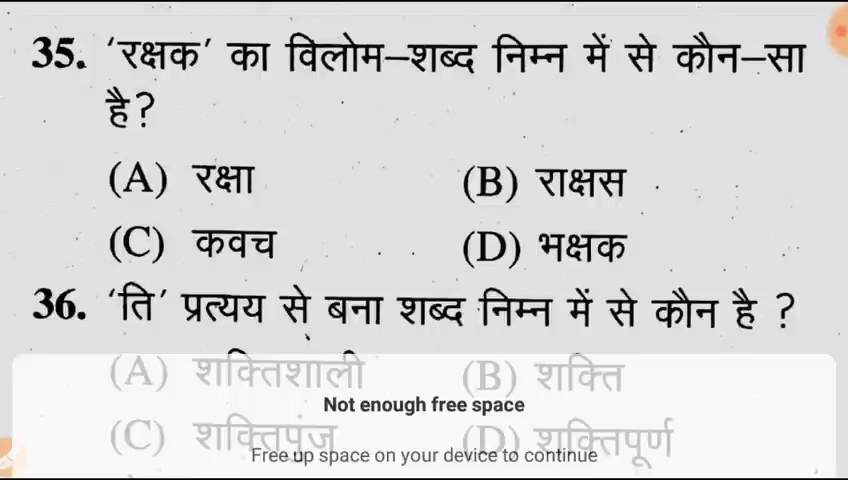 35. ‘रक्षक’ का विलोम–शब्द निम्न में से कौन–सा
है?
(A) रक्षा (B) राक्षस
(C) कवच (D) भक्षक
36. ‘ति’ प्रत्यय से बना शब्द निम्न में से कौन है ?
(A) शक्तिशाली (B) शक्ति
Not enough free space
(C) शक्तिपुंज (D) शक्तिपूर्ण
Free up space on your device to continue